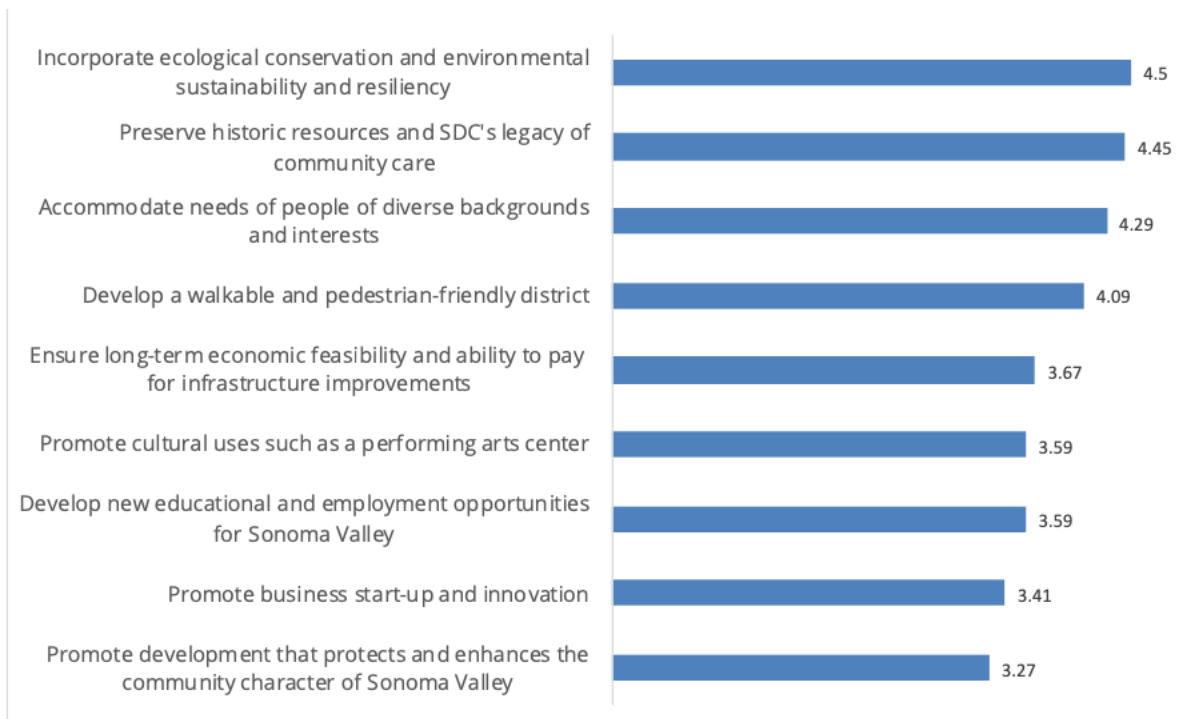 Incorporate ecological conservation and environmental
sustainability and resiliency
4.5
Preserve historic resources and SDC's legacy of
community care
4.45
Accommodate needs of people of diverse backgrounds
and interests
4.29
Develop a walkable and pedestrian-friendly district
4.09
Ensure long-term economic feasibility and ability to pay
for infrastructure improvements
3.67
Promote cultural uses such as a performing arts center
3.59
Develop new educational and employment opportunities
for Sonoma Valley
3.59
Promote business start-up and innovation
3.41
Promote development that protects and enhances the
community character of Sonoma Valley
3.27